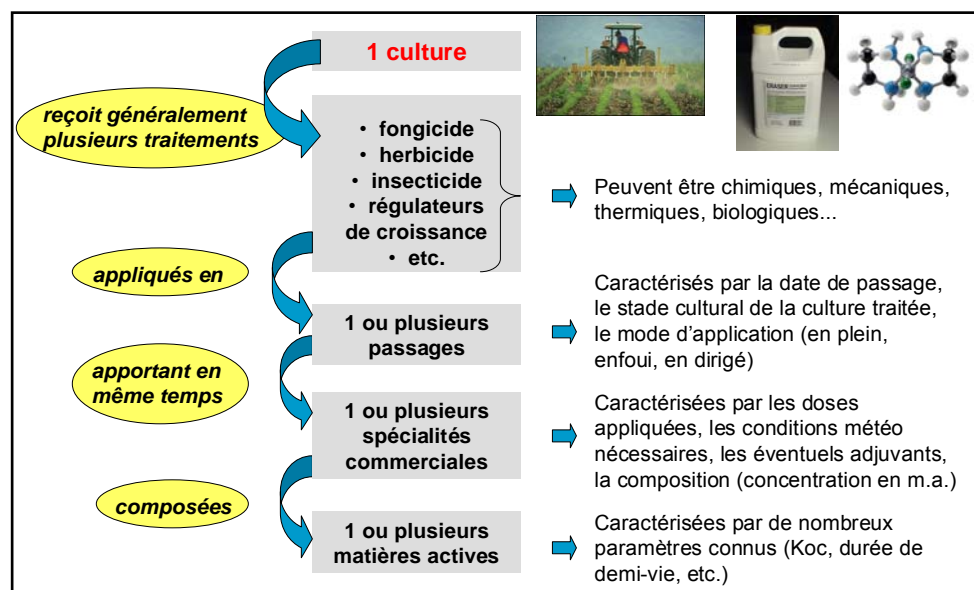 1 culture
reçoit généralement
plusieurs traitements
• fongicide
• herbicide
• insecticide
• régulateurs
de croissance
• etc.
Peuvent être chimiques, mécaniques,
thermiques, biologiques...
appliqués en
1 ou plusieurs
passages
Caractérisés par la date de passage,
le stade cultural de la culture traitée,
le mode d’application (en plein,
enfoui, en dirigé)
apportant en
même temps
1 ou plusieurs
spécialités
commerciales
Caractérisées par les doses
appliquées, les conditions météo
nécessaires, les éventuels adjuvants,
la composition (concentration en m.a.)
composées
1 ou plusieurs
matières actives
Caractérisées par de nombreux
paramètres connus (Koc, durée de
demi-vie, etc.)